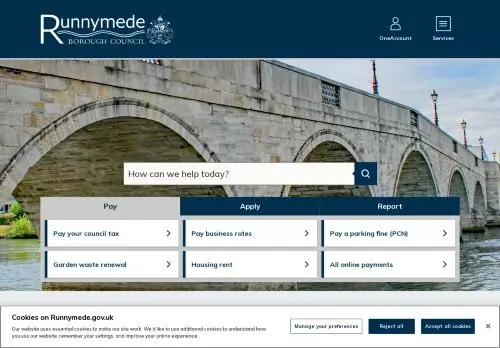 Runnymede
BOROUGH COUNCIL
OneAccount
Services
How can we help today?
Pay
Apply
Report
Pay your council tax
Pay business rates
Pay a parking fine (PCN)
Garden waste renewal
Housing rent
All online payments
Cookies on Runnymede.gov.uk
Our website uses essential cookies to make our site work. We'd like to use additional cookies to understand how
you use our website, remember your settings, and improve your online experience.
Manage your preferences
Reject all
Accept all cookies